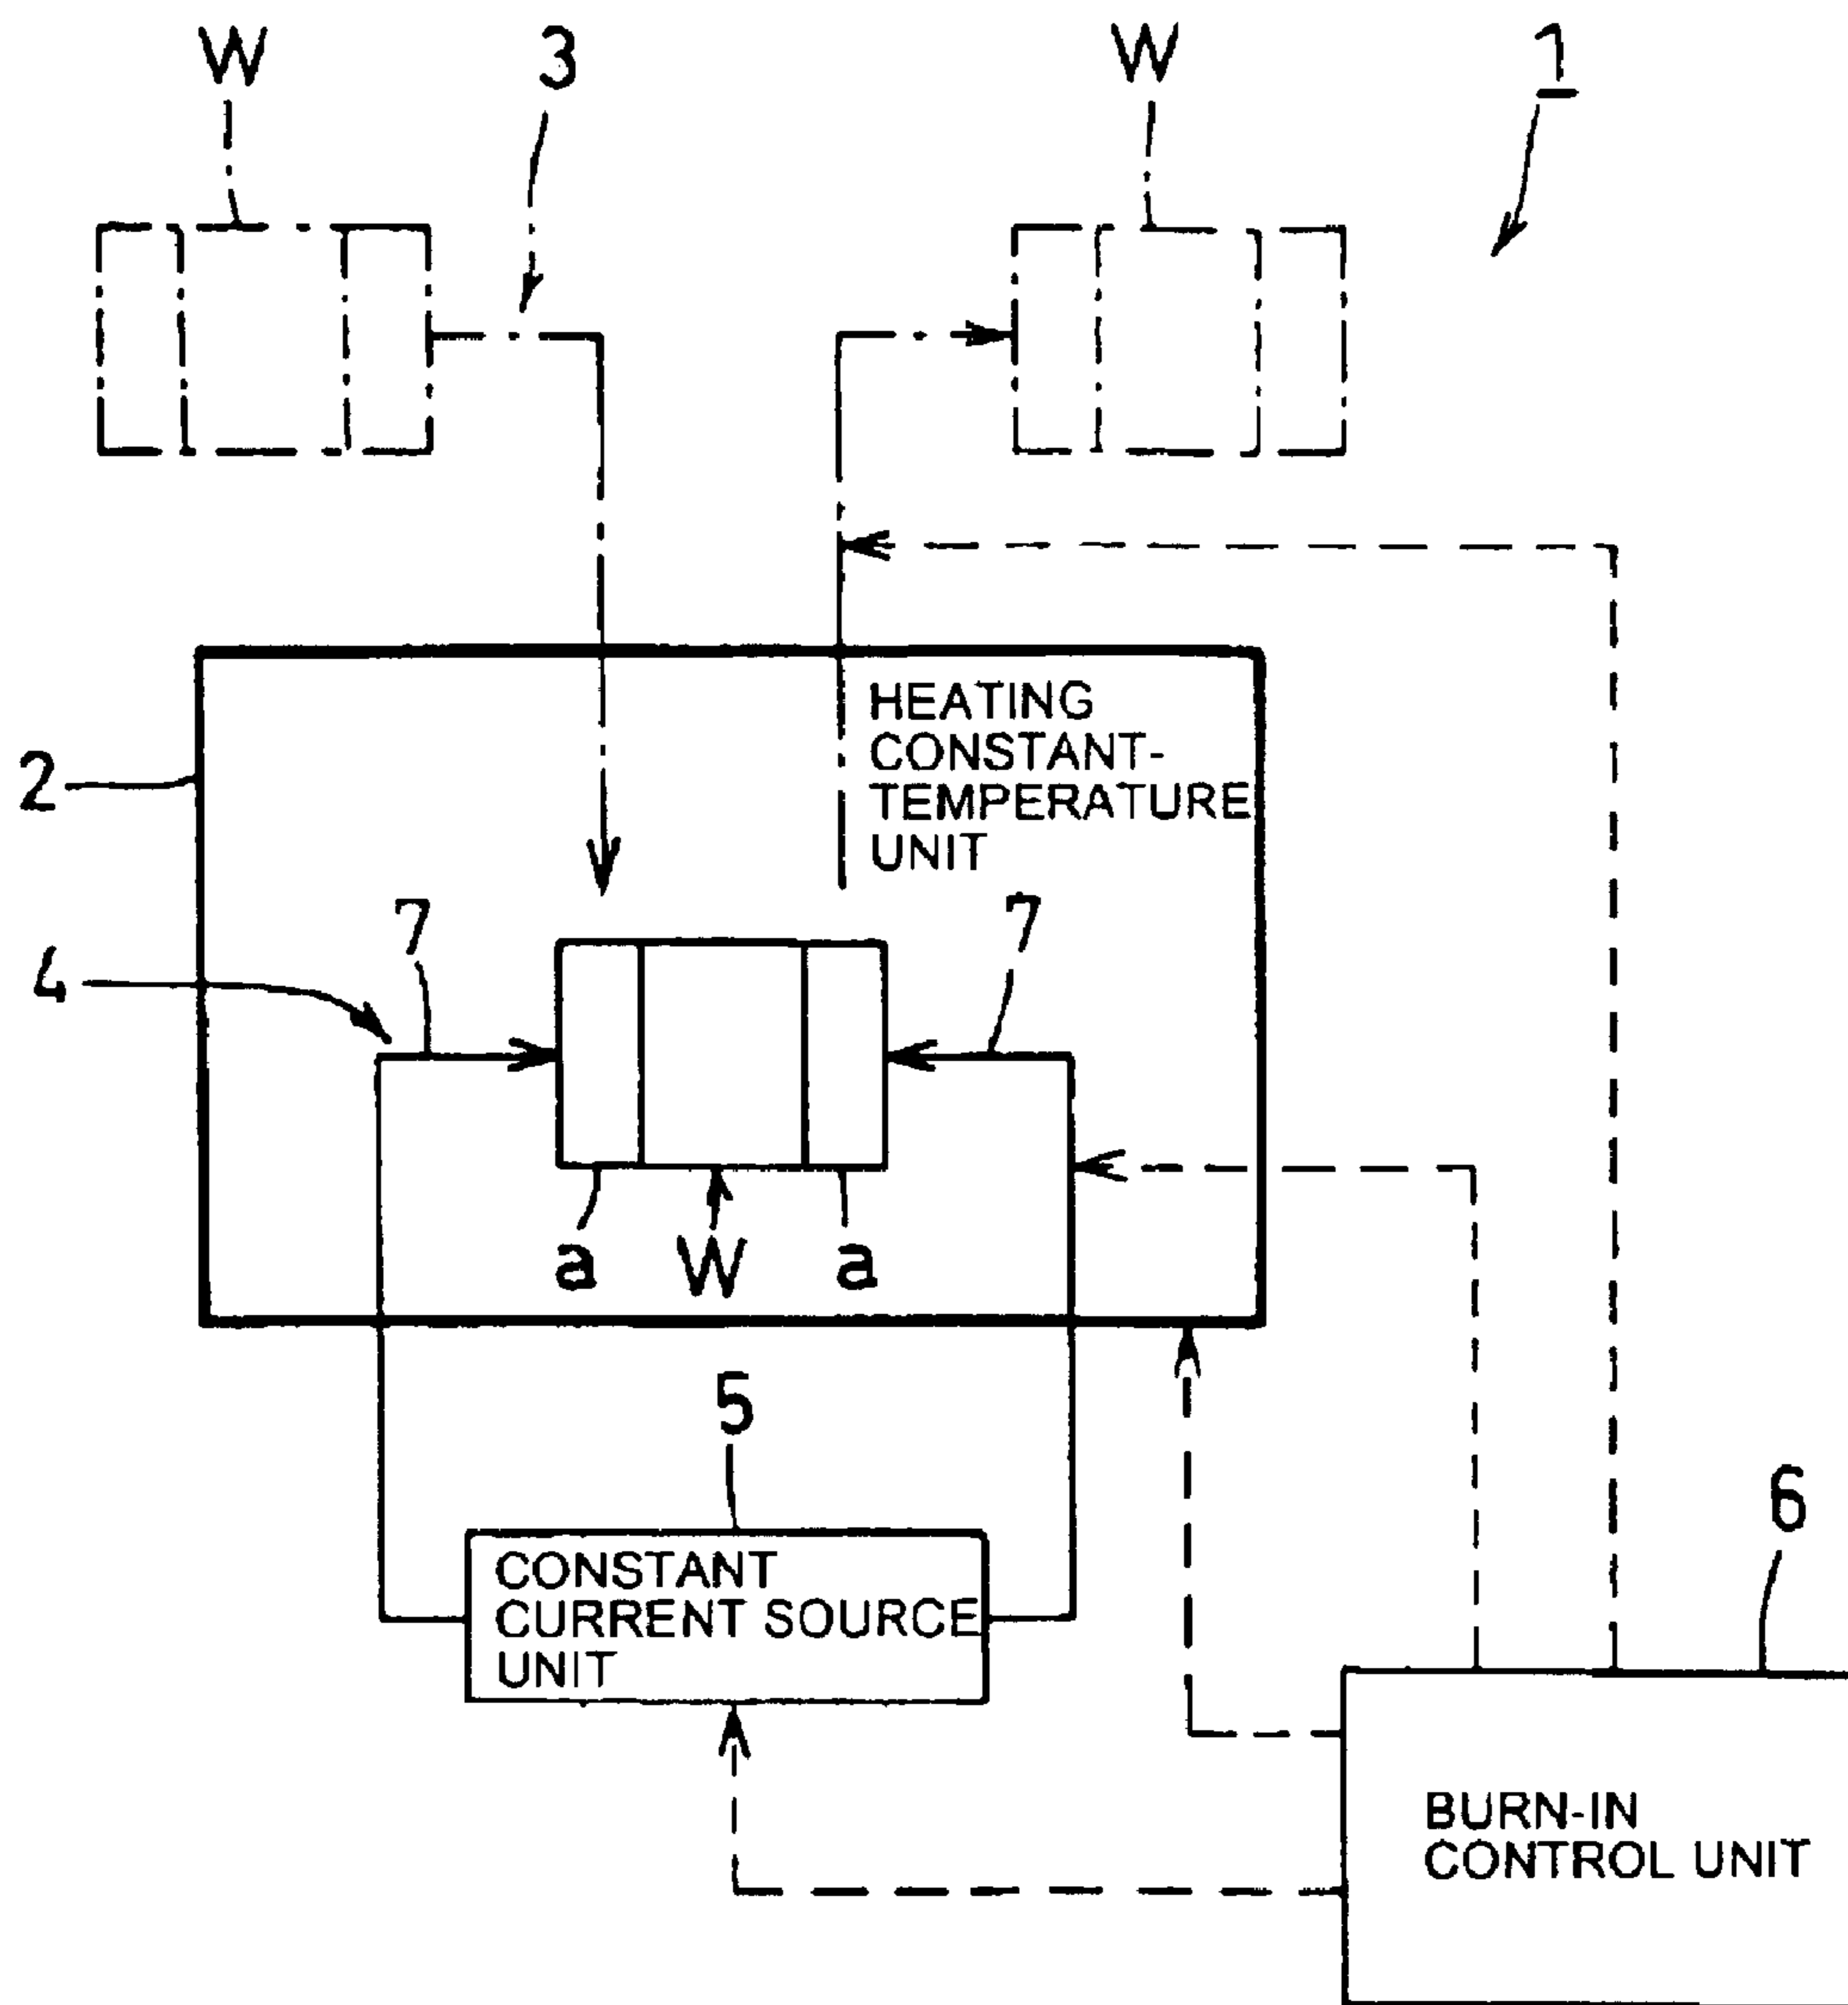 W 3 W 1
HEATING
CONSTANT-
TEMPERATURE
UNIT
2
7 7
4
a W a
5
CONSTANT
CURRENT SOURCE
UNIT
6
BURN-IN
CONTROL UNIT